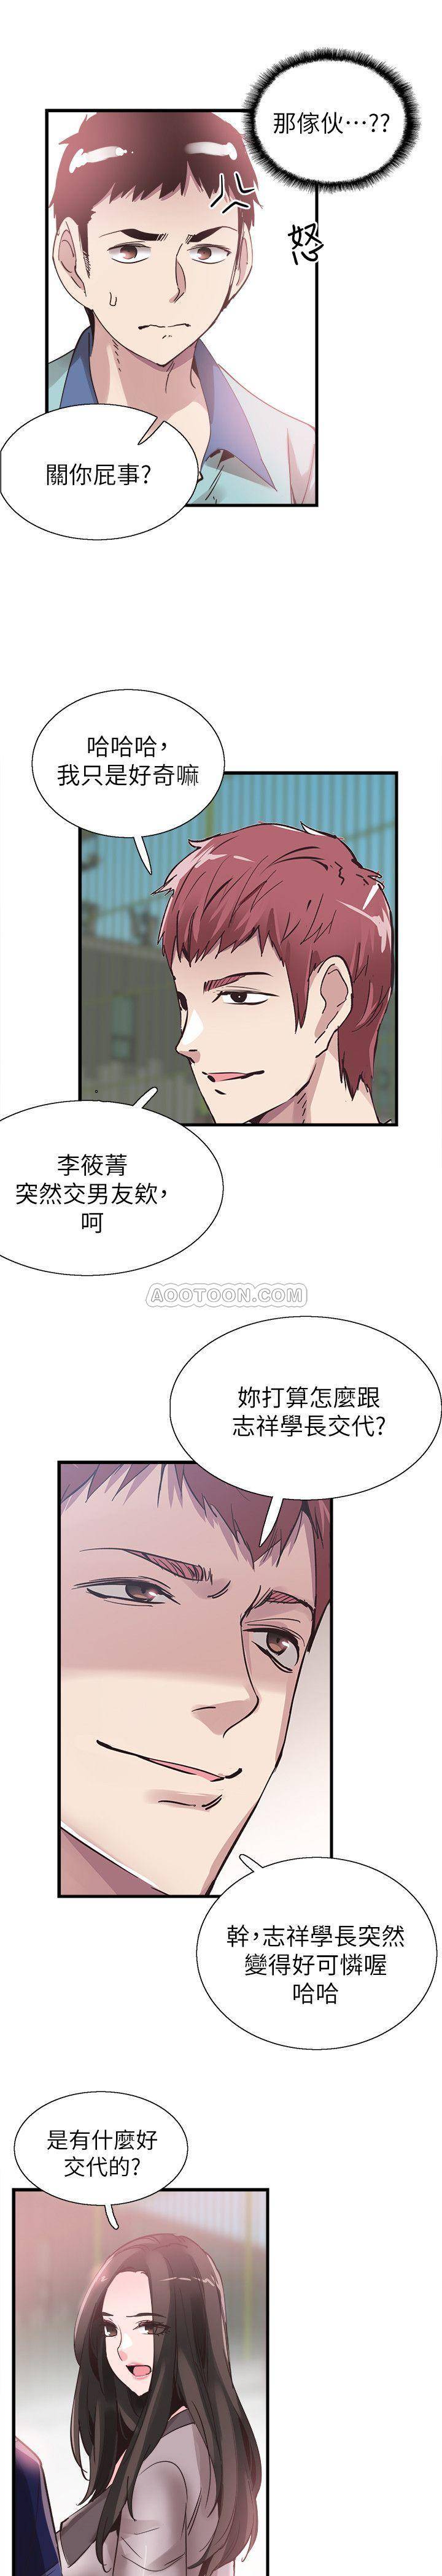 那傢伙…??
怒
關你屁事?
哈哈哈,
我只是好奇嘛
李筱菁
突然交男友欸,
呵
AOOTOON.COM
妳打算怎麼跟
志祥學長交代?
幹,志祥學長突然
變得好可憐喔
哈哈
是有什麼好
交代的?